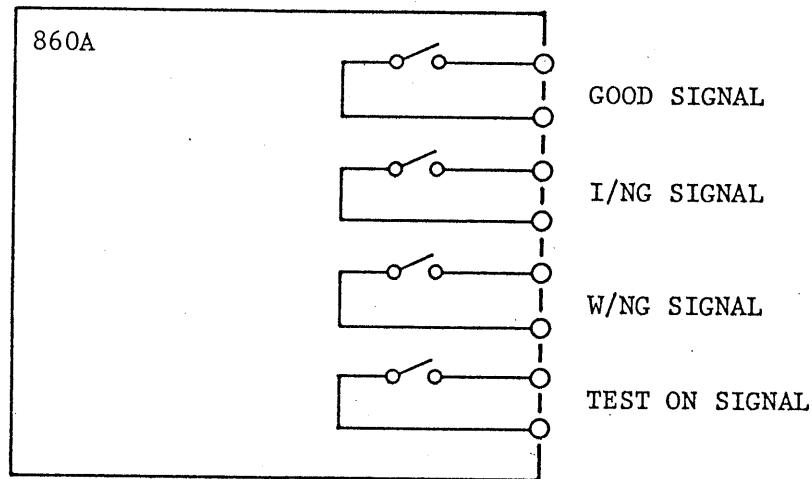 860A
GOOD SIGNAL
I/NG SIGNAL
W/NG SIGNAL
TEST ON SIGNAL